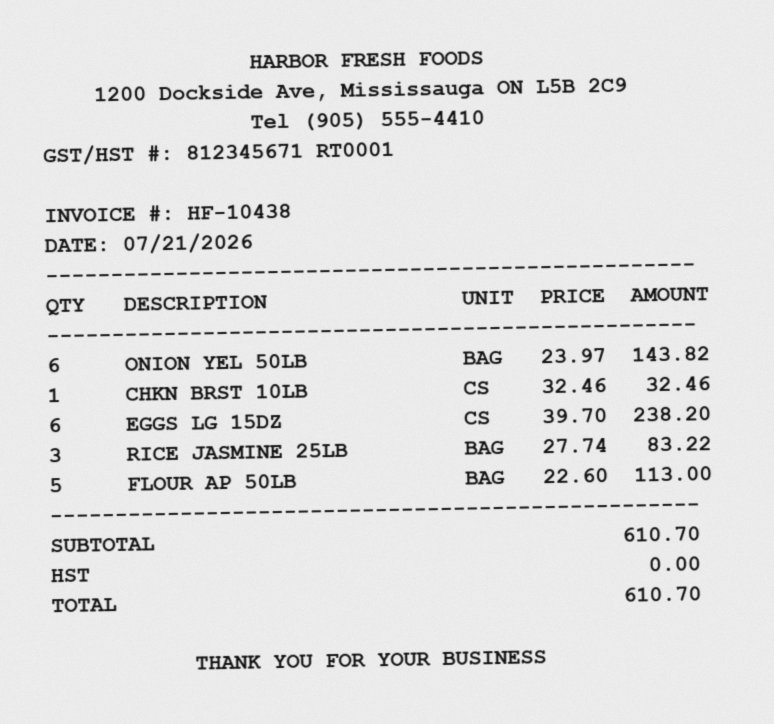 HARBOR FRESH FOODS
1200 Dockside Ave, Mississauga ON L5B 2C9
Tel (905) 555-4410
GST/HST #: 812345671 RT0001
INVOICE #: HF-10438
DATE: 07/21/2026
--------------------------------------------------
QTY DESCRIPTION UNIT PRICE AMOUNT
--------------------------------------------------
6 ONION YEL 50LB BAG 23.97 143.82
1 CHKN BRST 10LB CS 32.46 32.46
6 EGGS LG 15DZ CS 39.70 238.20
3 RICE JASMINE 25LB BAG 27.74 83.22
5 FLOUR AP 50LB BAG 22.60 113.00
--------------------------------------------------
SUBTOTAL 610.70
HST 0.00
TOTAL 610.70
THANK YOU FOR YOUR BUSINESS